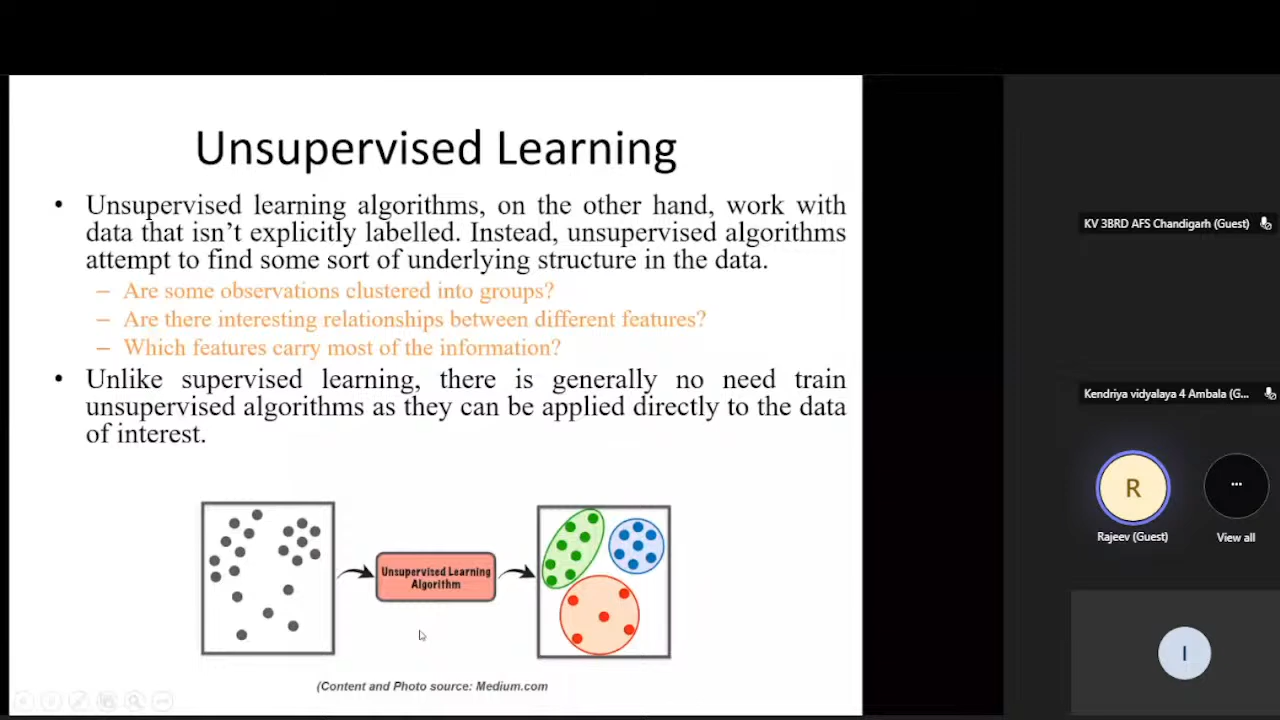 Unsupervised Learning
• Unsupervised learning algorithms, on the other hand, work with
data that isn't explicitly labelled. Instead, unsupervised algorithms
attempt to find some sort of underlying structure in the data.
– Are some observations clustered into groups?
– Are there interesting relationships between different features?
– Which features carry most of the information?
• Unlike supervised learning, there is generally no need train
unsupervised algorithms as they can be applied directly to the data
of interest.
Unsupervised Learning
Algorithm
(Content and Photo source: Medium.com
KV 3BRD AFS Chandigarh (Guest)
Kendriya vidyalaya 4 Ambala (G...
R
...
Rajeev (Guest)
View all
I